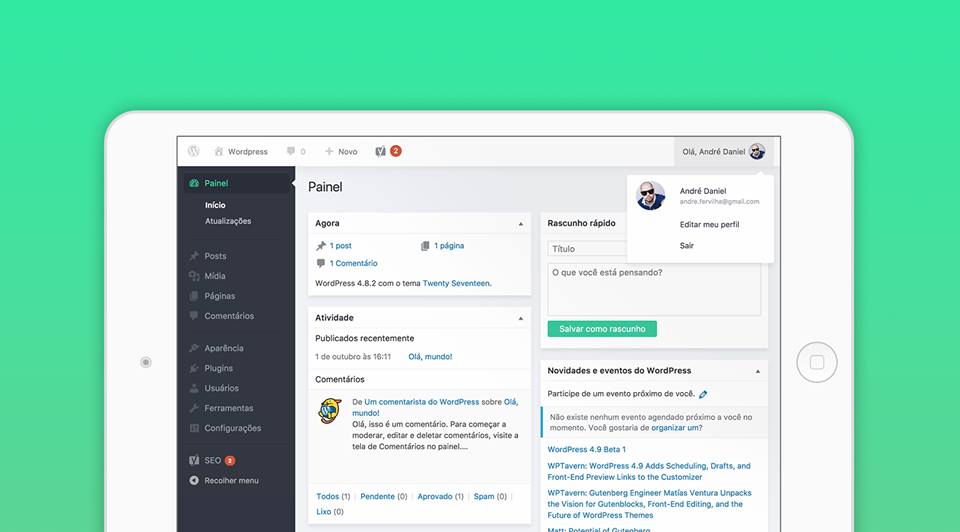 Wordpress
0
Novo
2
Olá, André Daniel
André Daniel
andre.fervilha@gmail.com
Editar meu perfil
Sair
Painel
Início
Atualizações
Posts
Mídia
Páginas
Comentários
Aparência
Plugins
Usuários
Ferramentas
Configurações
SEO 2
Recolher menu
Painel
Agora
1 post
1 página
1 Comentário
WordPress 4.8.2 com o tema Twenty Seventeen.
Atividade
Publicados recentemente
1 de outubro às 16:11 Olá, mundo!
Comentários
De Um comentarista do WordPress sobre Olá,
mundo!
Olá, isso é um comentário. Para começar a
moderar, editar e deletar comentários, visite a
tela de Comentários no painel....
Todos (1) | Pendente (0) | Aprovado (1) | Spam (0) |
Lixo (0)
Rascunho rápido
Título
O que você está pensando?
Salvar como rascunho
Novidades e eventos do WordPress
Participe de um evento próximo de você.
Não existe nenhum evento agendado próximo a você no
momento. Você gostaria de organizar um?
WordPress 4.9 Beta 1
WPTavern: WordPress 4.9 Adds Scheduling, Drafts, and
Front-End Preview Links to the Customizer
WPTavern: Gutenberg Engineer Matías Ventura Unpacks
the Vision for Gutenblocks, Front-End Editing, and the
Future of WordPress Themes
Matt: Potential of Gutenberg